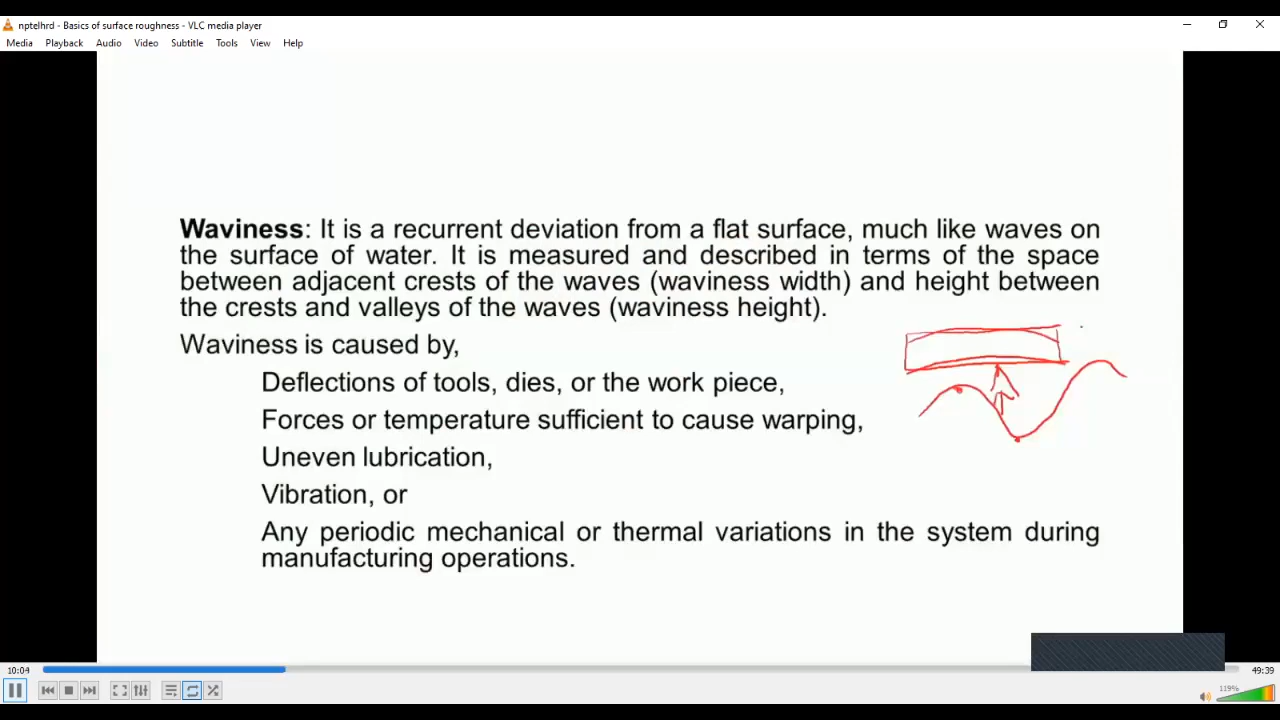 nptelhrd - Basics of surface roughness - VLC media player
Media Playback Audio Video Subtitle Tools View Help
Waviness: It is a recurrent deviation from a flat surface, much like waves on
the surface of water. It is measured and described in terms of the space
between adjacent crests of the waves (waviness width) and height between
the crests and valleys of the waves (waviness height).
Waviness is caused by,
Deflections of tools, dies, or the work piece,
Forces or temperature sufficient to cause warping,
Uneven lubrication,
Vibration, or
Any periodic mechanical or thermal variations in the system during
manufacturing operations.
10:04 49:39
119%